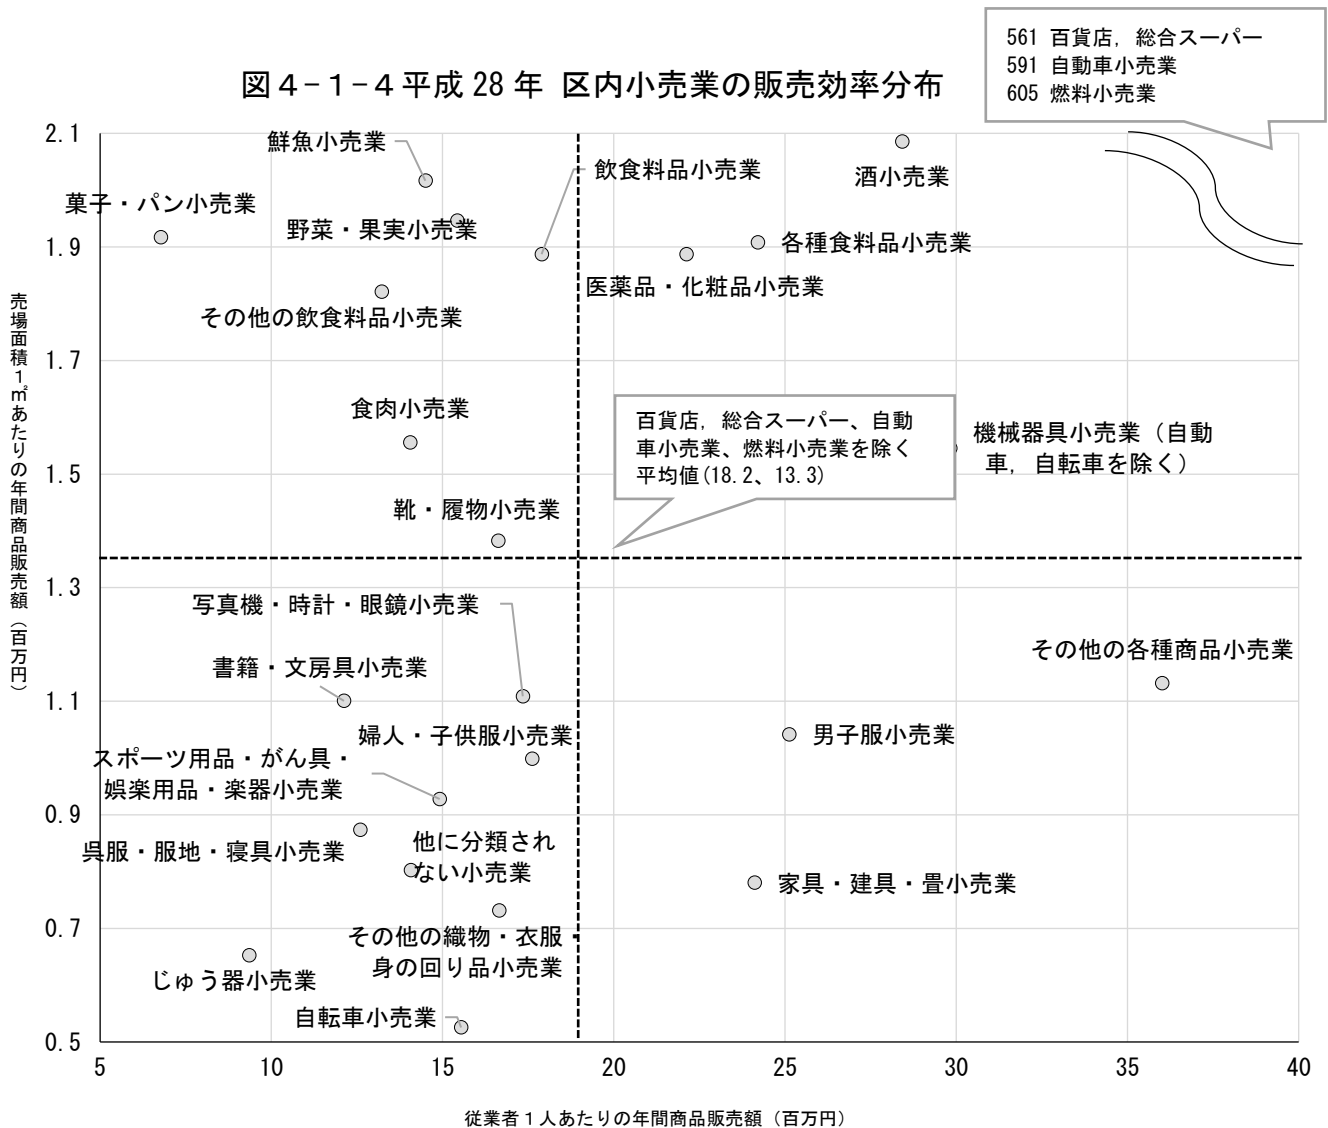 561 百貨店，総合スーパー
591 自動車小売業
605 燃料小売業
図４−１−４平成 28 年 区内小売業の販売効率分布
2.1
1.9
1.7
1.5
1.3
1.1
0.9
0.7
0.5
売場面積１㎡あたりの年間商品販売額（百万円）
鮮魚小売業
飲食料品小売業
酒小売業
菓子・パン小売業
野菜・果実小売業
各種食料品小売業
医薬品・化粧品小売業
その他の飲食料品小売業
食肉小売業
百貨店，総合スーパー、自動
車小売業、燃料小売業を除く
平均値(18.2、13.3)
機械器具小売業（自動
車，自転車を除く）
靴・履物小売業
写真機・時計・眼鏡小売業
書籍・文房具小売業
その他の各種商品小売業
婦人・子供服小売業
男子服小売業
スポーツ用品・がん具・
娯楽用品・楽器小売業
呉服・服地・寝具小売業
他に分類され
ない小売業
家具・建具・畳小売業
その他の織物・衣服・
身の回り品小売業
じゅう器小売業
自転車小売業
5 10 15 20 25 30 35 40
従業者１人あたりの年間商品販売額（百万円）